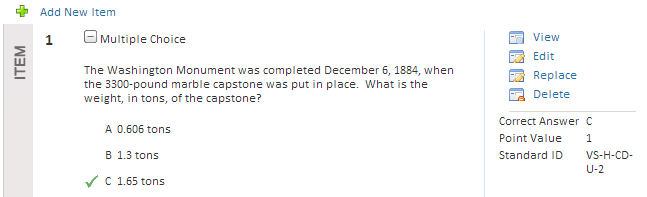 Add New Item
ITEM
1
Multiple Choice
The Washington Monument was completed December 6, 1884, when
the 3300-pound marble capstone was put in place.  What is the
weight, in tons, of the capstone?
A 0.606 tons
B 1.3 tons
C 1.65 tons
View
Edit
Replace
Delete
Correct Answer C
Point Value 1
Standard ID VS-H-CD-
U-2